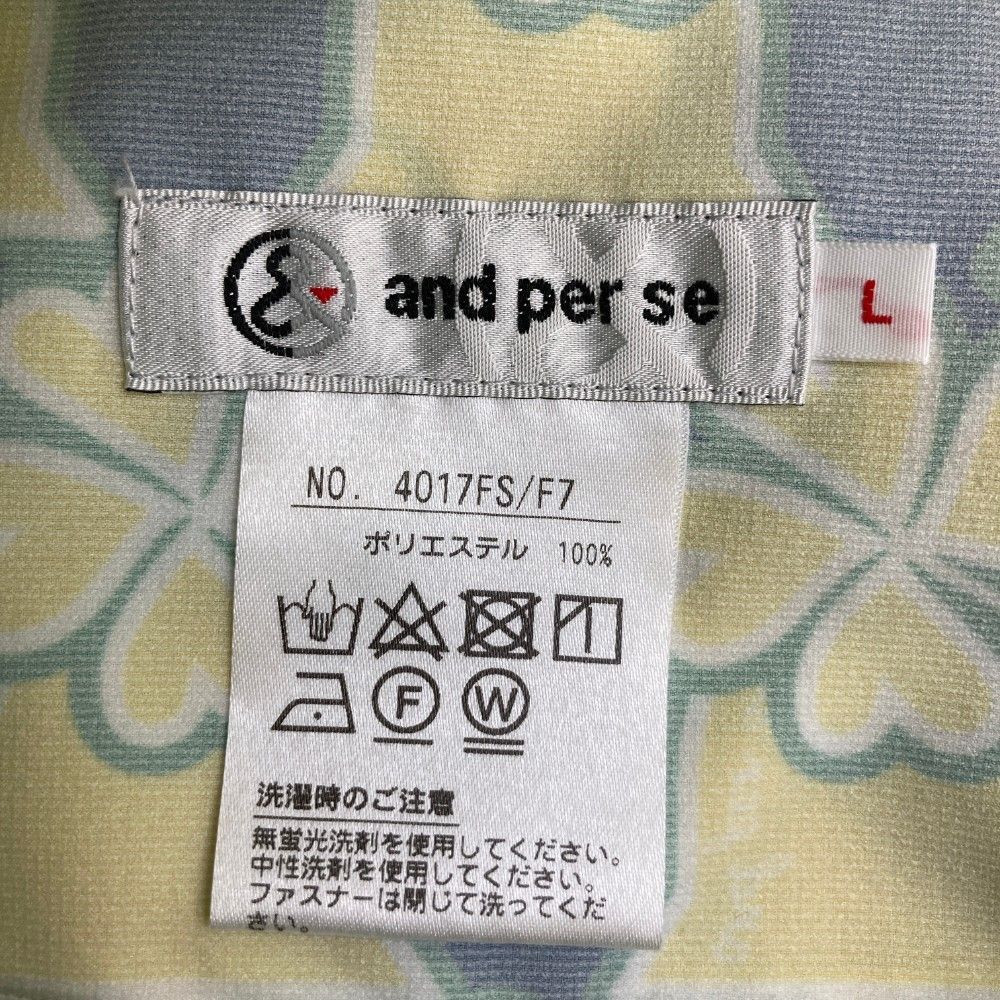 and per se
L
NO. 4017FS/F7
ポリエステル 100%
F W
洗濯時のご注意
無蛍光洗剤を使用してください。
中性洗剤を使用してください。
ファスナーは閉じて洗ってくだ
さい。